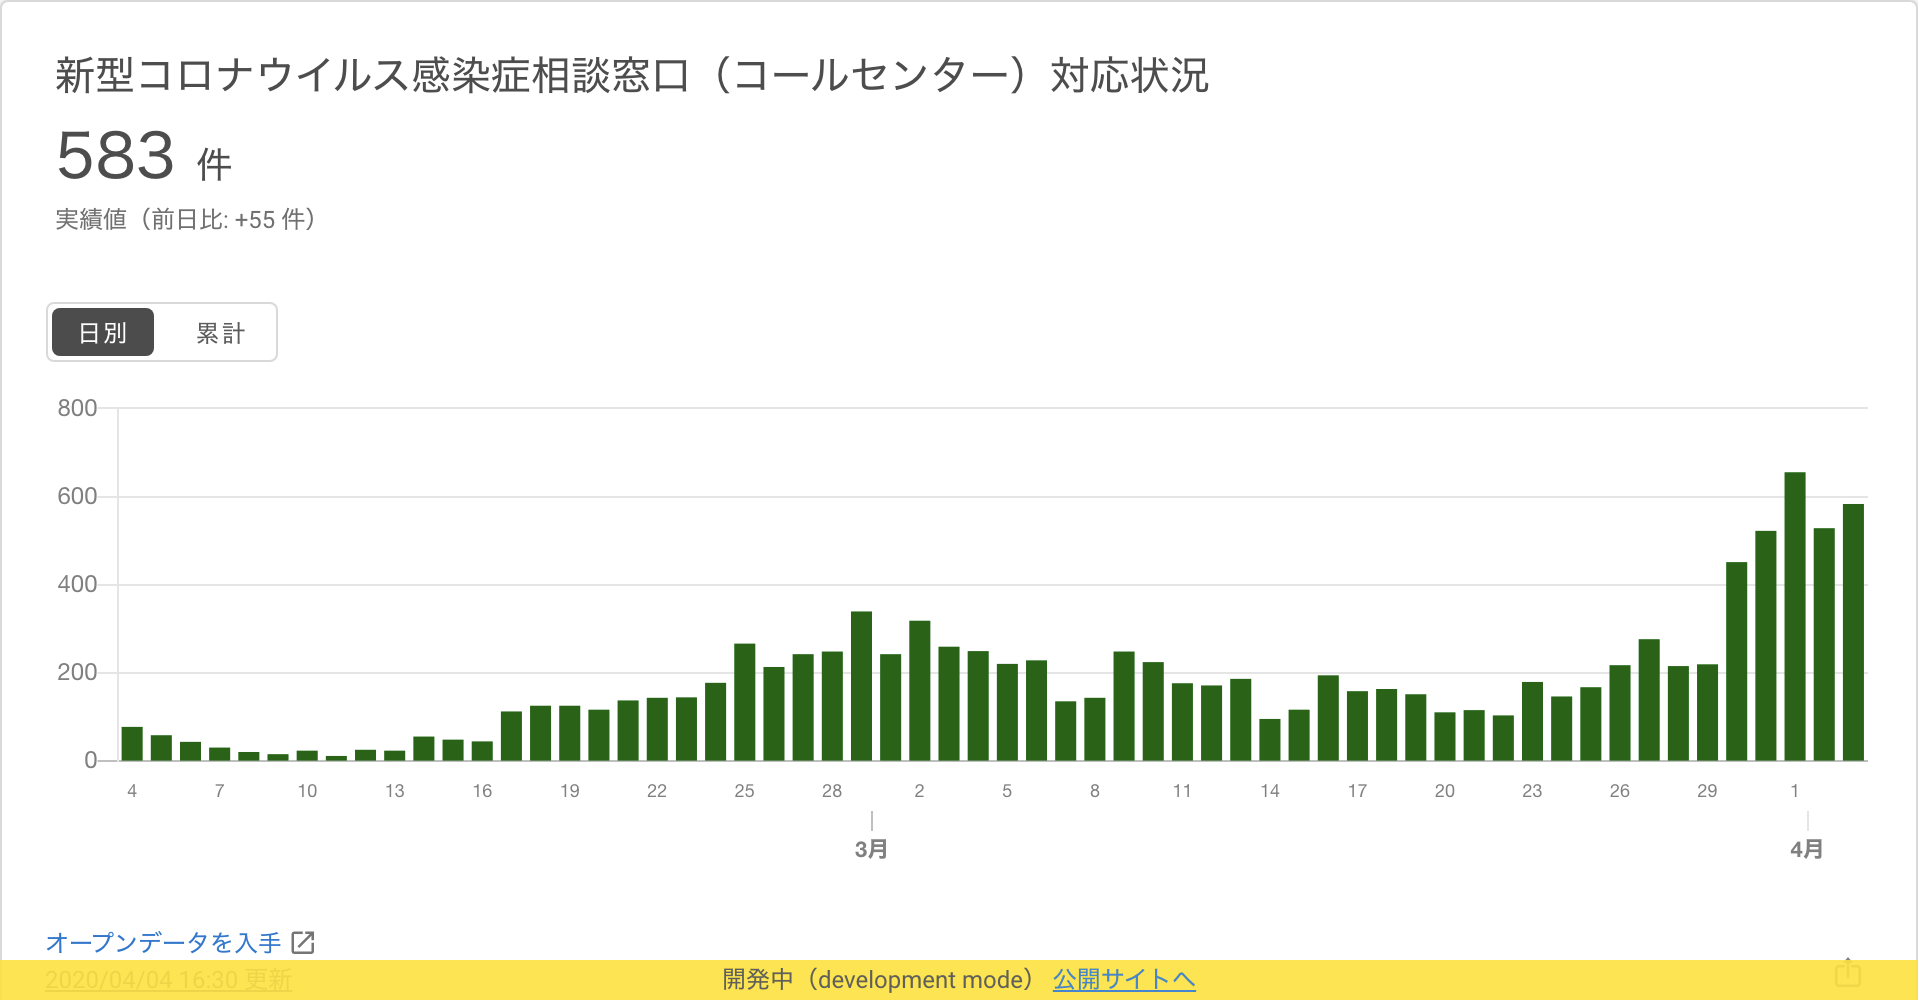 新型コロナウイルス感染症相談窓口（コールセンター）対応状況
583 件
実績値（前日比: +55 件）
日別 累計
800
600
400
200
0
4 7 10 13 16 19 22 25 28 2 5 8 11 14 17 20 23 26 29 1
3月 4月
オープンデータを入手
2020/04/04 16:30 更新
開発中（development mode） 公開サイトへ